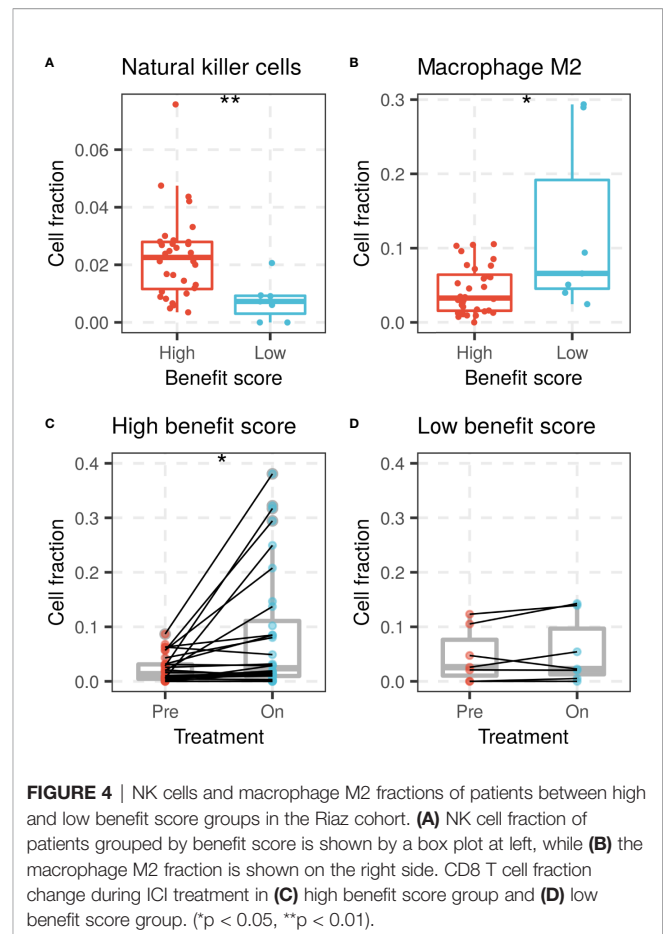 A
Natural killer cells
**
Cell fraction
0.06
0.04
0.02
0.00
High
Low
Benefit score
B
Macrophage M2
*
Cell fraction
0.3
0.2
0.1
0.0
High
Low
Benefit score
C
High benefit score
*
Cell fraction
0.4
0.3
0.2
0.1
0.0
Pre
On
Treatment
D
Low benefit score
Cell fraction
0.4
0.3
0.2
0.1
0.0
Pre
On
Treatment
FIGURE 4 | NK cells and macrophage M2 fractions of patients between high
and low benefit score groups in the Riaz cohort. (A) NK cell fraction of
patients grouped by benefit score is shown by a box plot at left, while (B) the
macrophage M2 fraction is shown on the right side. CD8 T cell fraction
change during ICI treatment in (C) high benefit score group and (D) low
benefit score group. (*p < 0.05, **p < 0.01).